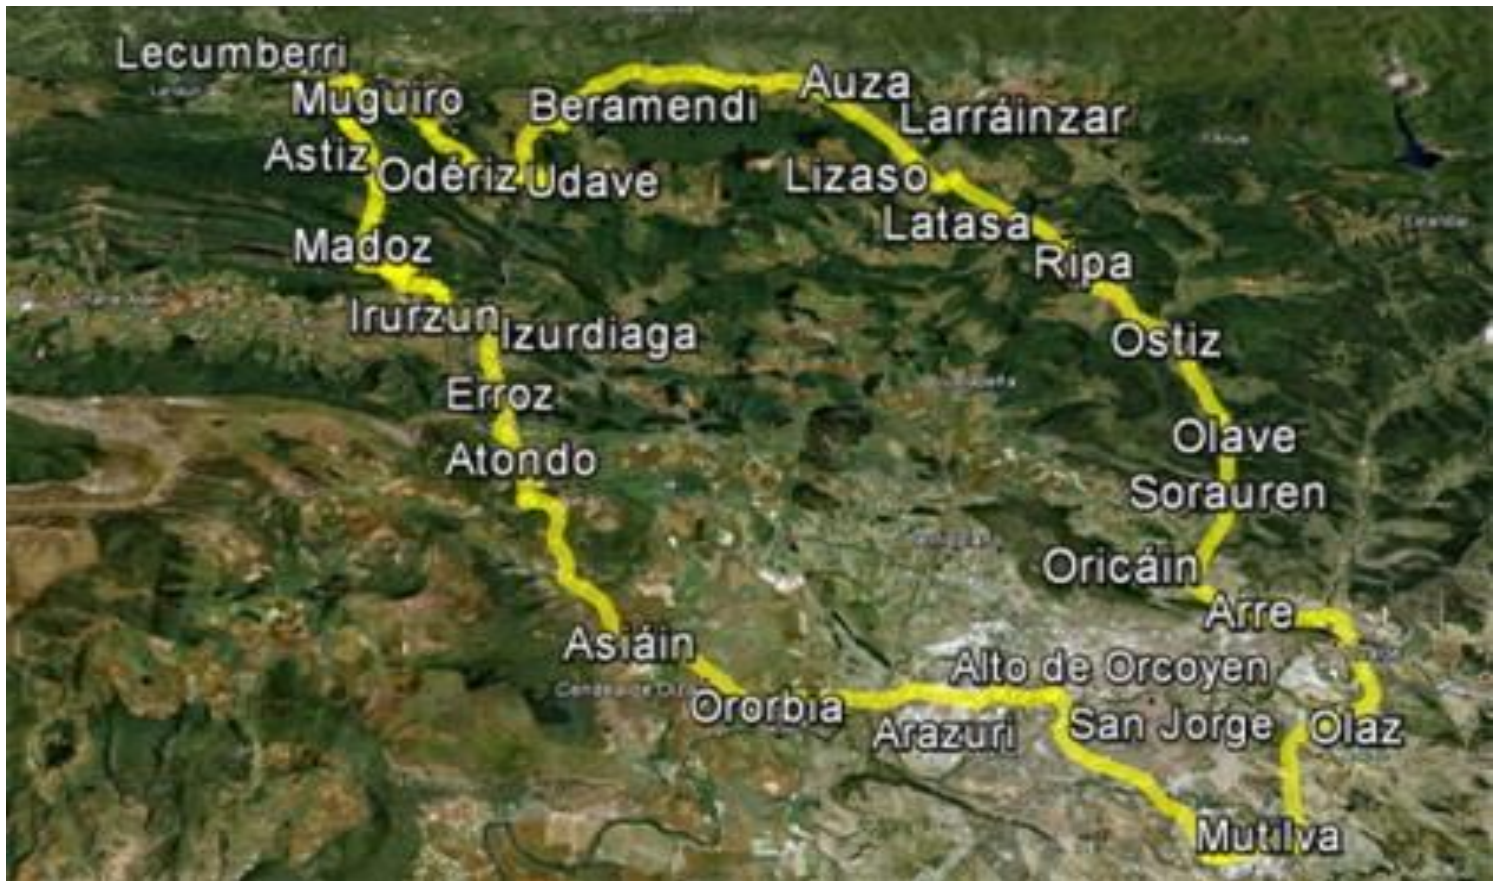 Lecumberri
Muguiro
Beramendi
Auza
Larráinzar
Astiz
Odériz
Udave
Lizaso
Latasa
Madoz
Ripa
Irurzun
Izurdiaga
Ostiz
Erroz
Olave
Atondo
Sorauren
Oricáin
Arre
Asiáin
Alto de Orcoyen
Ororbia
Arazuri
San Jorge
Olaz
Mutilva